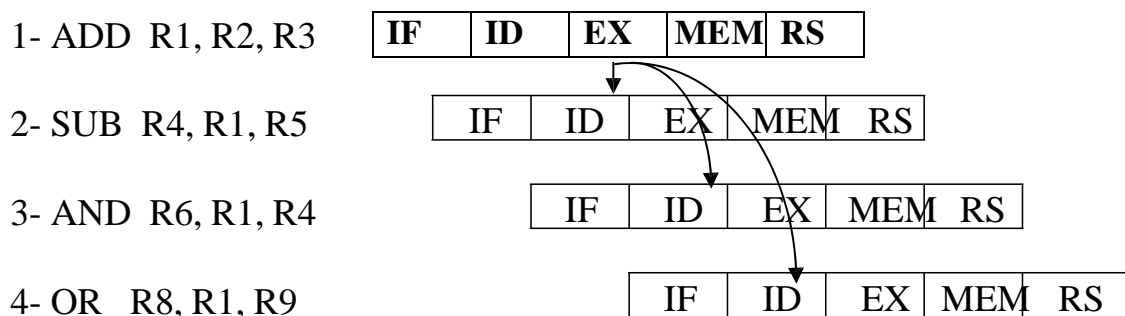 1- ADD R1, R2, R3 IF ID EX MEM RS
2- SUB R4, R1, R5 IF ID EX MEM RS
3- AND R6, R1, R4 IF ID EX MEM RS
4- OR R8, R1, R9 IF ID EX MEM RS